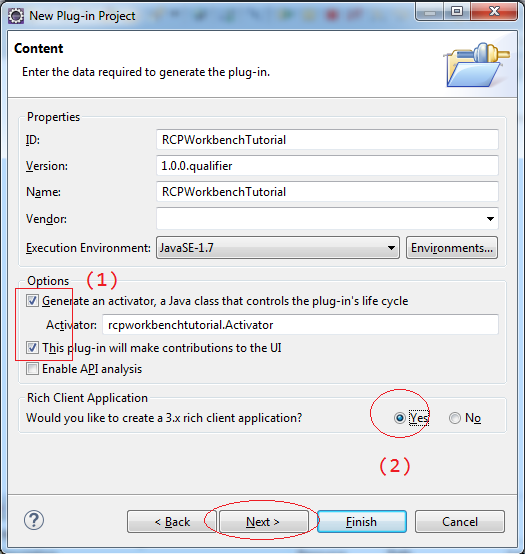 New Plug-in Project
Content
Enter the data required to generate the plug-in.
Properties
ID: RCPWorkbenchTutorial
Version: 1.0.0.qualifier
Name: RCPWorkbenchTutorial
Vendor:
Execution Environment: JavaSE-1.7 Environments...
Options (1)
Generate an activator, a Java class that controls the plug-in's life cycle
Activator: rcpworkbenchtutorial.Activator
This plug-in will make contributions to the UI
Enable API analysis
Rich Client Application
Would you like to create a 3.x rich client application? Yes No
(2)
? < Back Next > Finish Cancel